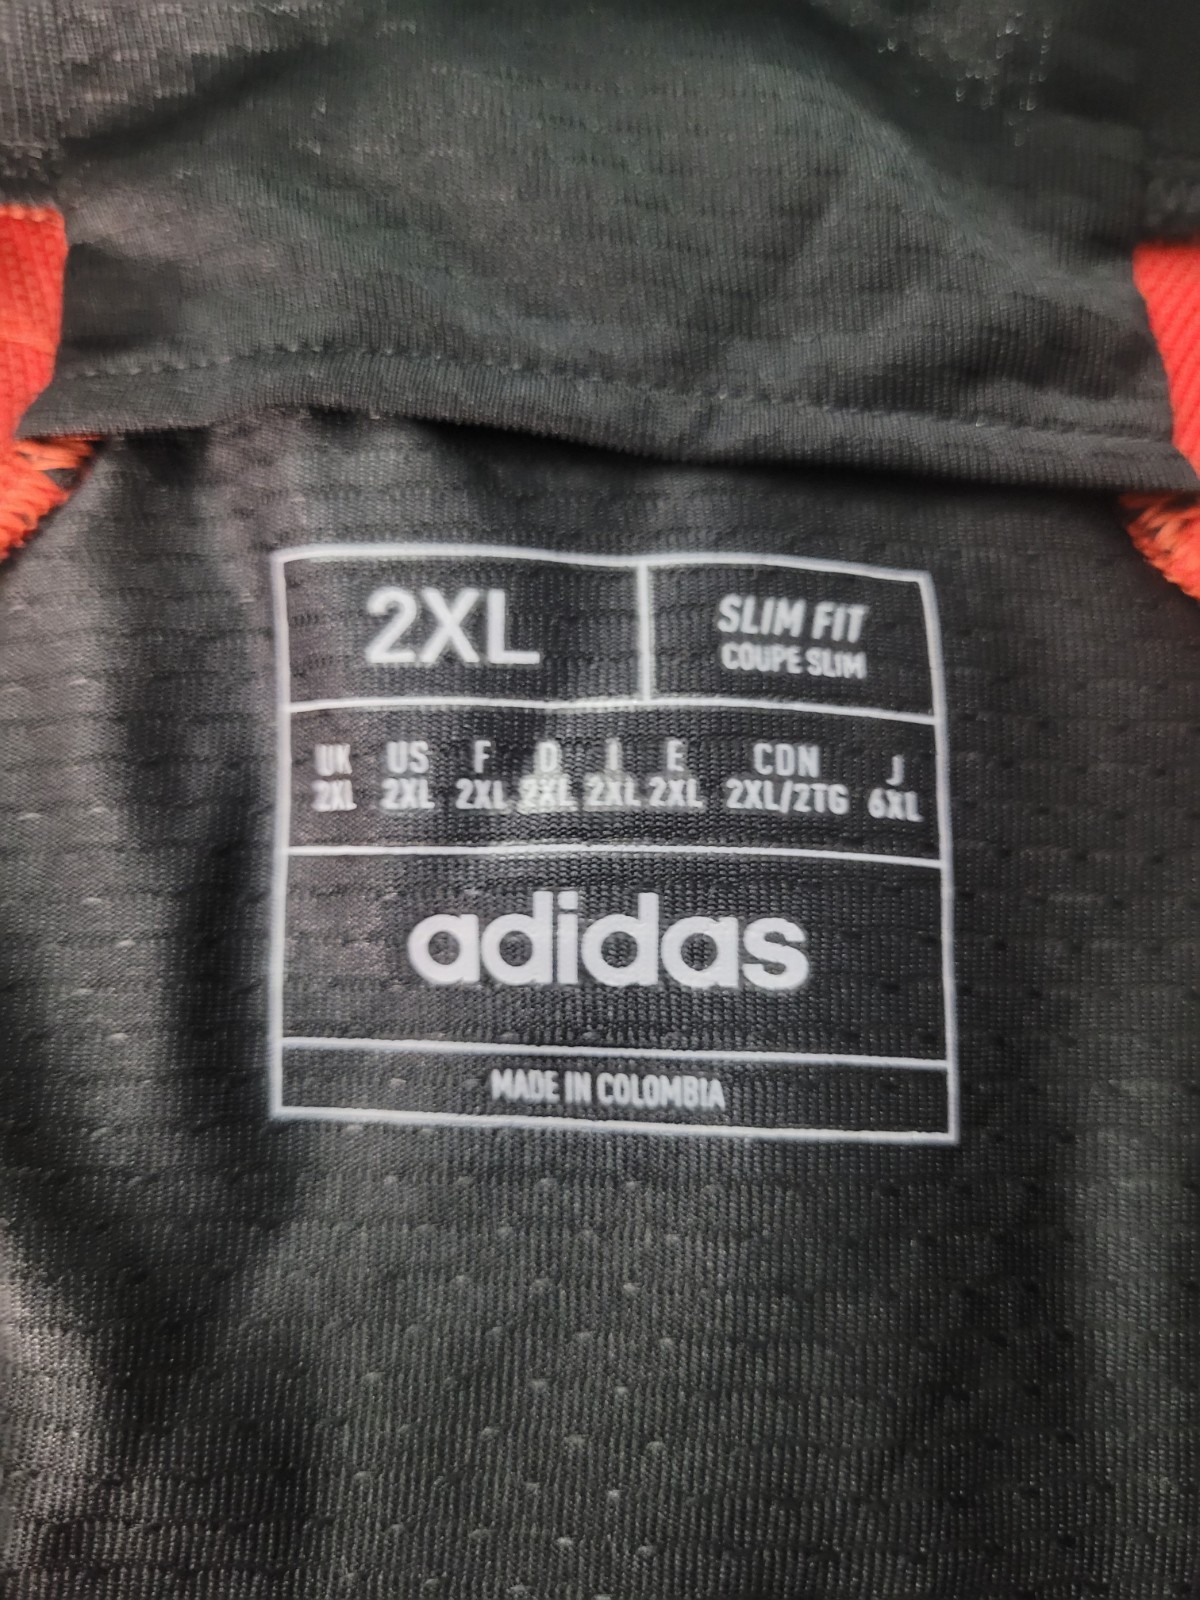 2XL
SLIM FIT
COUPE SLIM
UK US F D I E CDN J
2XL 2XL 2XL 2XL 2XL 2XL 2XL/2TG 6XL
adidas
MADE IN COLOMBIA